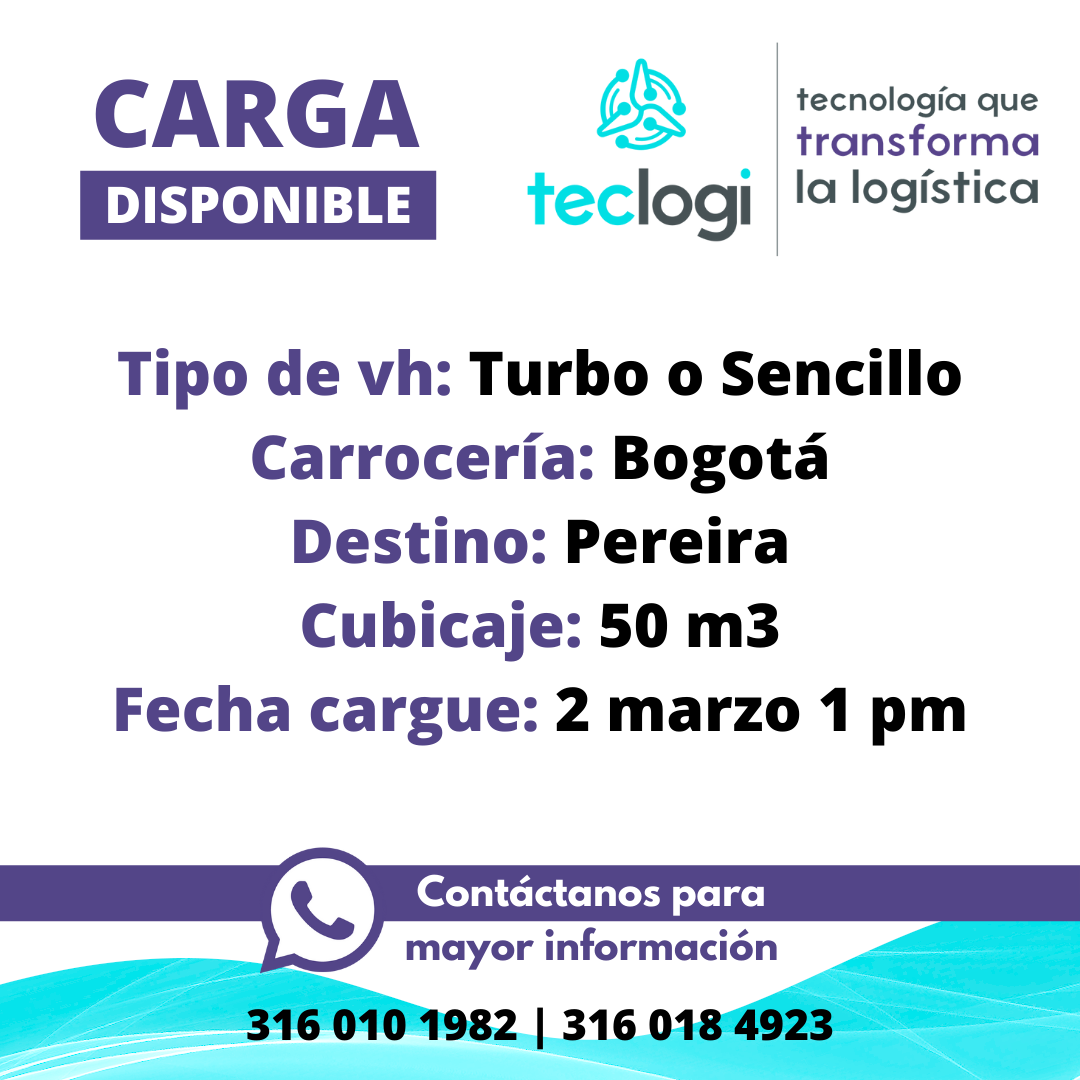 CARGA
DISPONIBLE
teclogi
tecnología que
transforma
la logística
Tipo de vh: Turbo o Sencillo
Carrocería: Bogotá
Destino: Pereira
Cubicaje: 50 m3
Fecha cargue: 2 marzo 1 pm
Contáctanos para
mayor información
316 010 1982 | 316 018 4923